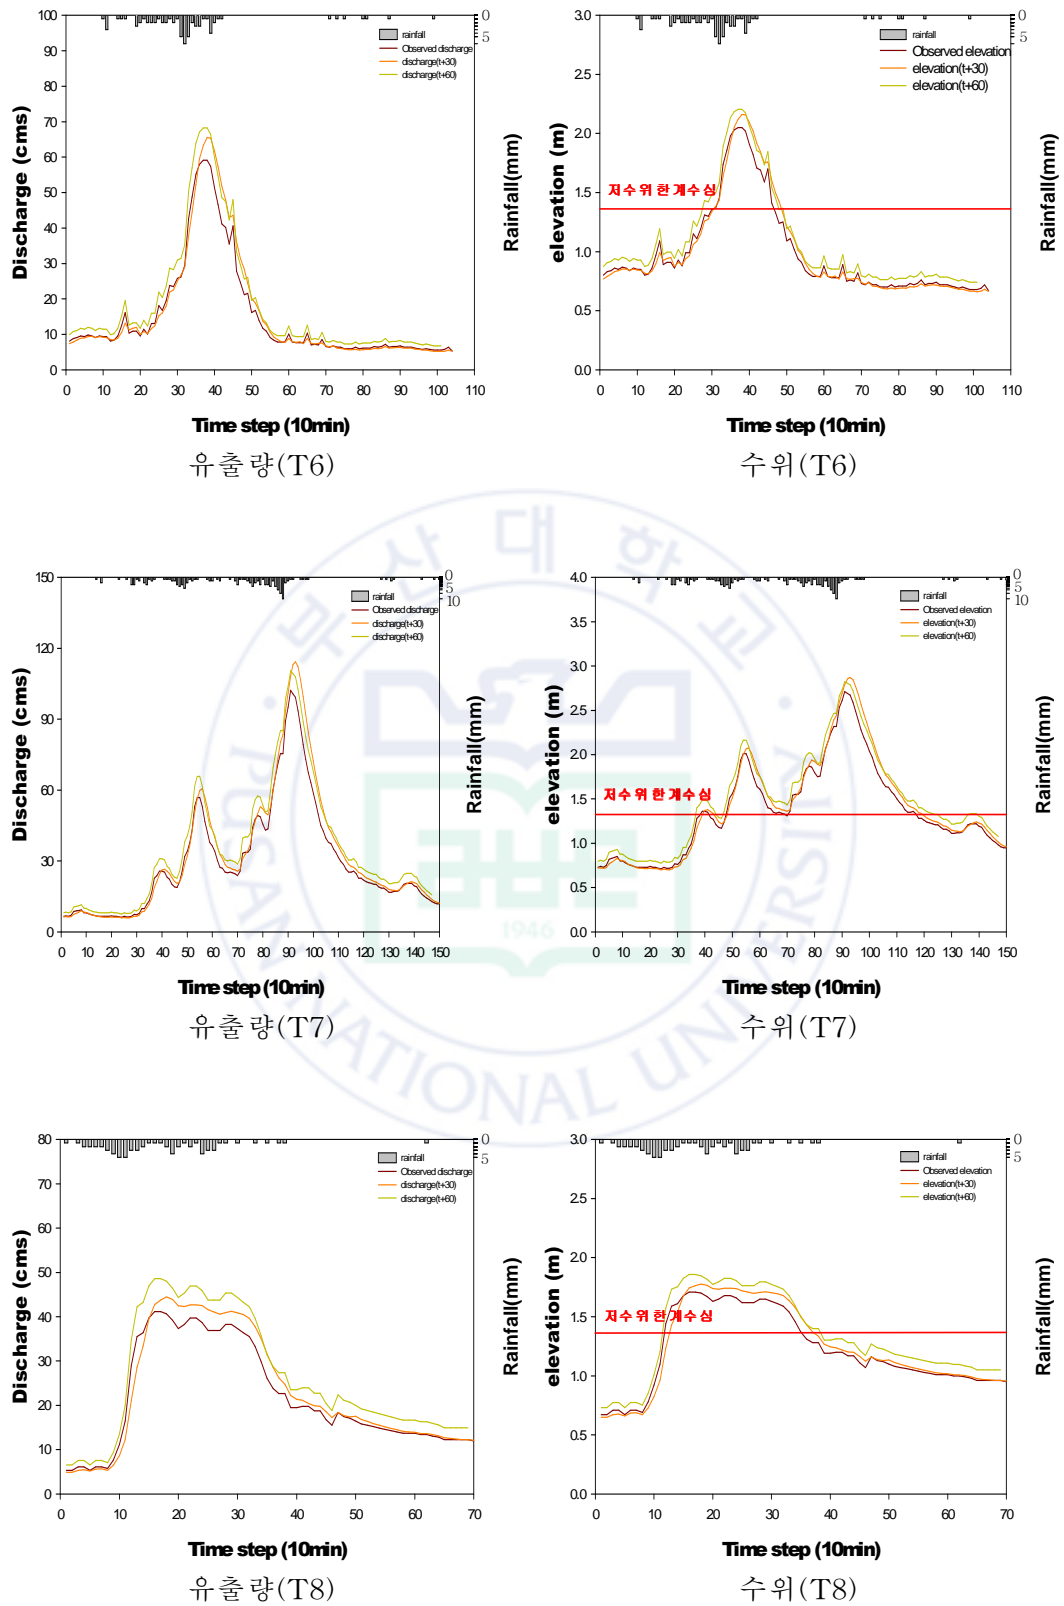 100
90
80
70
60
50
40
30
20
10
0
0 10 20 30 40 50 60 70 80 90 100 110
0
5
rainfall
Observed discharge
discharge(t+30)
discharge(t+60)
Discharge (cms)
Rainfall(mm)
Time step (10min)
유출량(T6)
3.0
2.5
2.0
1.5
1.0
0.5
0.0
0 10 20 30 40 50 60 70 80 90 100 110
0
5
rainfall
Observed elevation
elevation(t+30)
elevation(t+60)
저수위 한계수심
elevation (m)
Rainfall(mm)
Time step (10min)
수위(T6)
150
120
90
60
30
0
0 10 20 30 40 50 60 70 80 90 100 110 120 130 140 150
0
5
10
rainfall
Observed discharge
discharge(t+30)
discharge(t+60)
Discharge (cms)
Rainfall(mm)
Time step (10min)
유출량(T7)
4.0
3.5
3.0
2.5
2.0
1.5
1.0
0.5
0.0
0 10 20 30 40 50 60 70 80 90 100 110 120 130 140 150
0
5
10
rainfall
Observed elevation
elevation(t+30)
elevation(t+60)
저수위 한계수심
elevation (m)
Rainfall(mm)
Time step (10min)
수위(T7)
80
70
60
50
40
30
20
10
0
0 10 20 30 40 50 60 70
0
5
rainfall
Observed discharge
discharge(t+30)
discharge(t+60)
Discharge (cms)
Rainfall(mm)
Time step (10min)
유출량(T8)
3.0
2.5
2.0
1.5
1.0
0.5
0.0
0 10 20 30 40 50 60 70
0
5
rainfall
Observed elevation
elevation(t+30)
elevation(t+60)
저수위 한계수심
elevation (m)
Rainfall(mm)
Time step (10min)
수위(T8)
부산대학교
PUSAN NATIONAL UNIVERSITY
1946